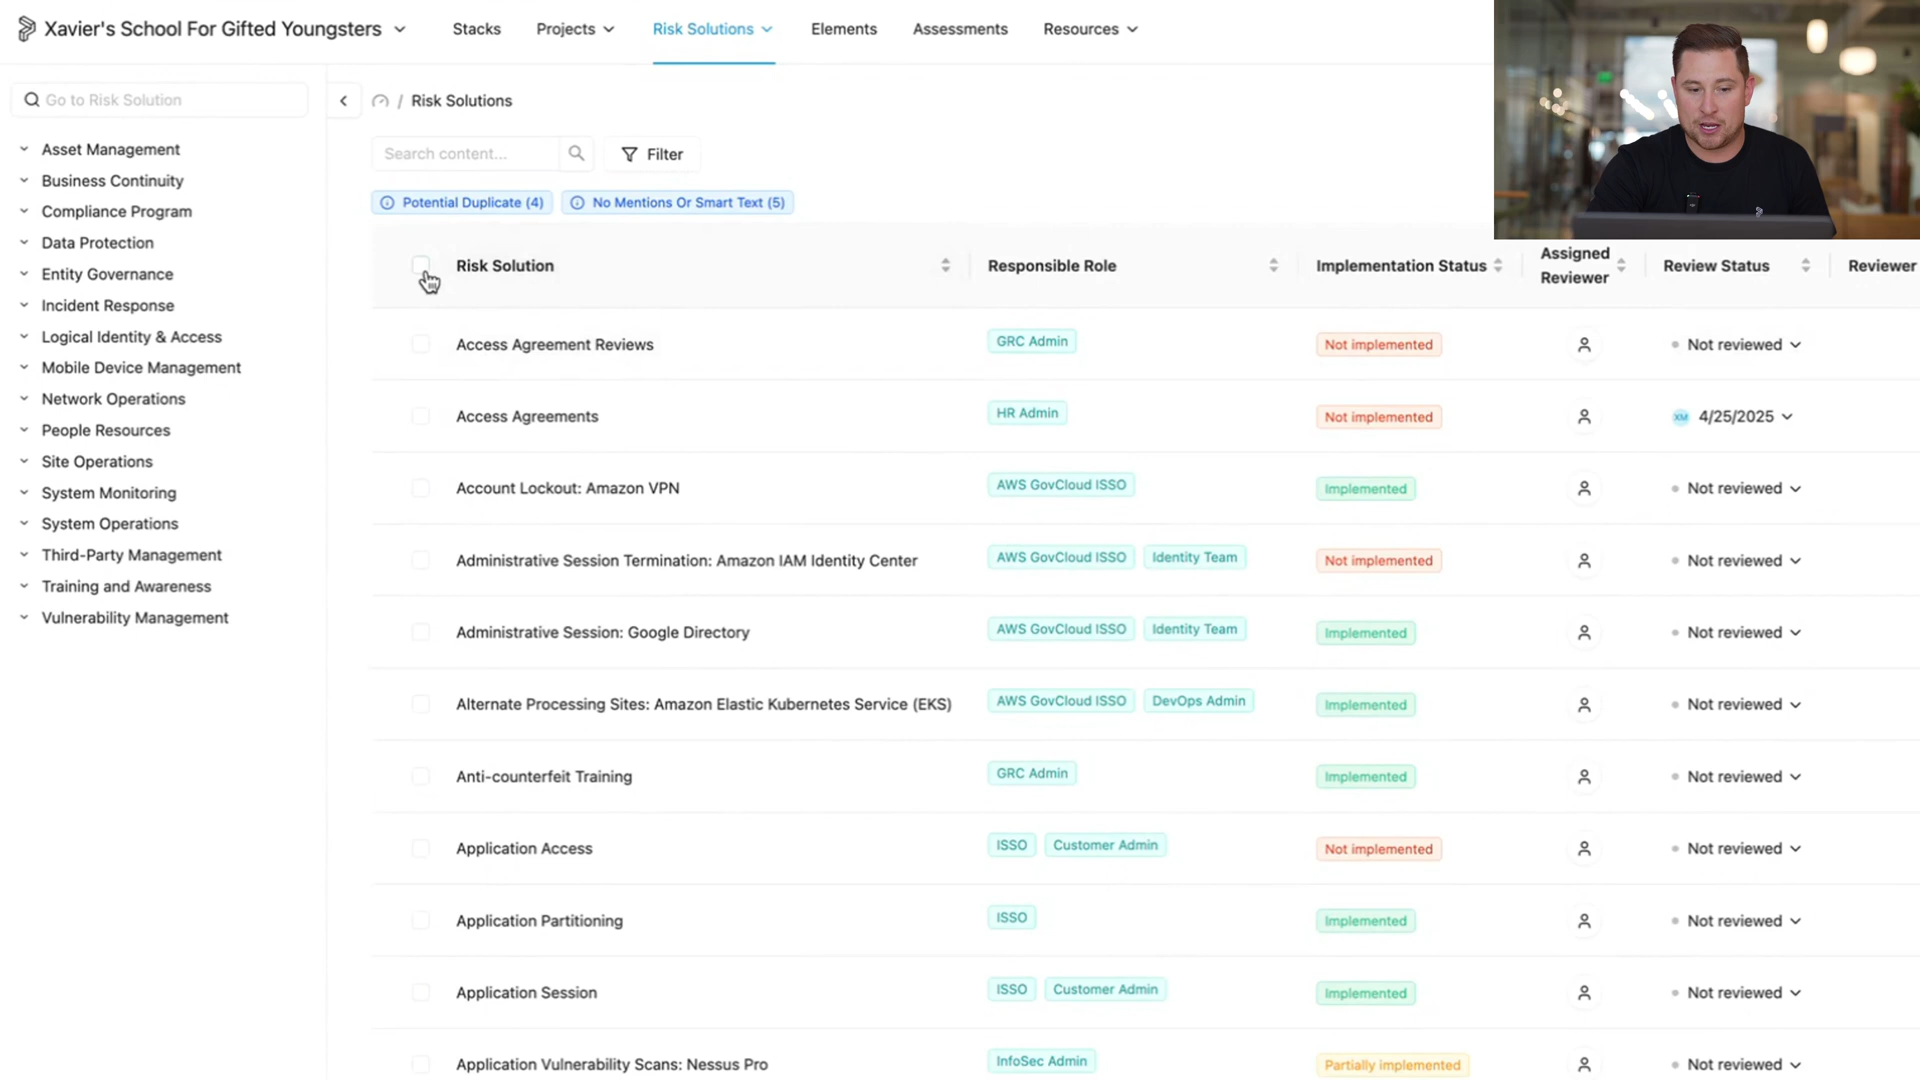 Xavier's School For Gifted Youngsters
Stacks
Projects
Risk Solutions
Elements
Assessments
Resources
Go to Risk Solution
/ Risk Solutions
Asset Management
Business Continuity
Compliance Program
Data Protection
Entity Governance
Incident Response
Logical Identity & Access
Mobile Device Management
Network Operations
People Resources
Site Operations
System Monitoring
System Operations
Third-Party Management
Training and Awareness
Vulnerability Management
Search content...
Filter
Potential Duplicate (4)
No Mentions Or Smart Text (5)
Risk Solution
Responsible Role
Implementation Status
Assigned
Reviewer
Review Status
Reviewer
Access Agreement Reviews
GRC Admin
Not implemented
Not reviewed
Access Agreements
HR Admin
Not implemented
XM
4/25/2025
Account Lockout: Amazon VPN
AWS GovCloud ISSO
Implemented
Not reviewed
Administrative Session Termination: Amazon IAM Identity Center
AWS GovCloud ISSO
Identity Team
Not implemented
Not reviewed
Administrative Session: Google Directory
AWS GovCloud ISSO
Identity Team
Implemented
Not reviewed
Alternate Processing Sites: Amazon Elastic Kubernetes Service (EKS)
AWS GovCloud ISSO
DevOps Admin
Implemented
Not reviewed
Anti-counterfeit Training
GRC Admin
Implemented
Not reviewed
Application Access
ISSO
Customer Admin
Not implemented
Not reviewed
Application Partitioning
ISSO
Implemented
Not reviewed
Application Session
ISSO
Customer Admin
Implemented
Not reviewed
Application Vulnerability Scans: Nessus Pro
InfoSec Admin
Partially implemented
Not reviewed